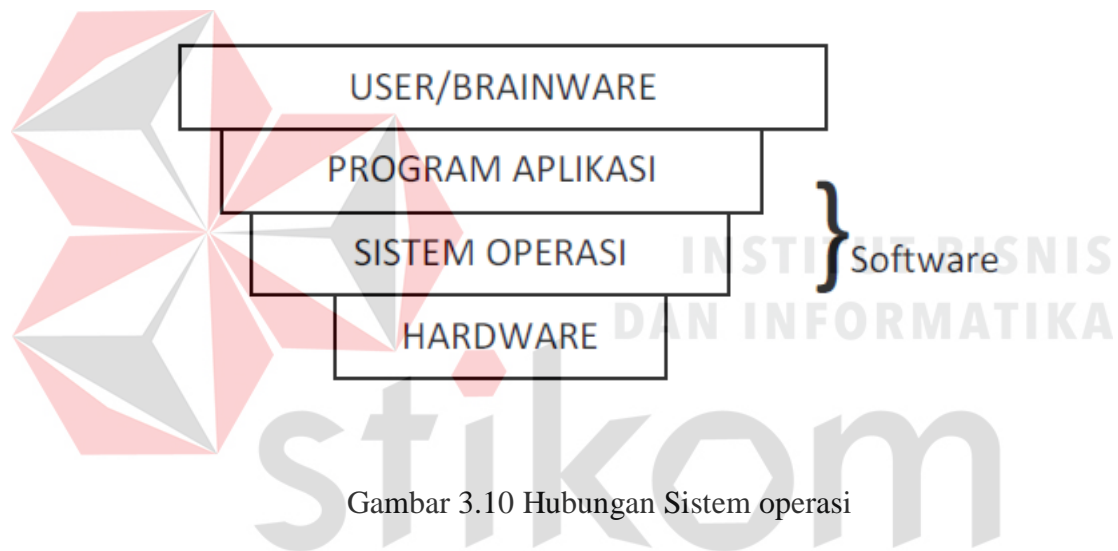 USER/BRAINWARE
PROGRAM APLIKASI
SISTEM OPERASI
INSTITUT BISNIS
Software
DAN INFORMATIKA
HARDWARE
stikom
Gambar 3.10 Hubungan Sistem operasi